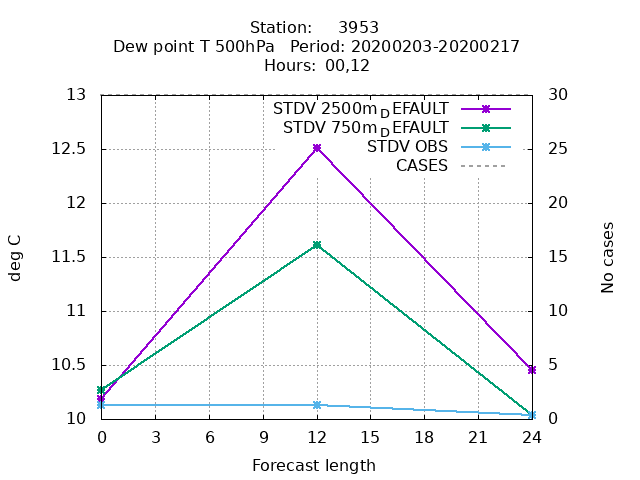 Station: 3953
Dew point T 500hPa Period: 20200203-20200217
Hours: 00,12
13 30
STDV 2500m_DEFAULT
STDV 750m_DEFAULT
12.5 STDV OBS 25
CASES
12 20
11.5 15
deg C
No cases
11 10
10.5 5
10 0
0 3 6 9 12 15 18 21 24
Forecast length